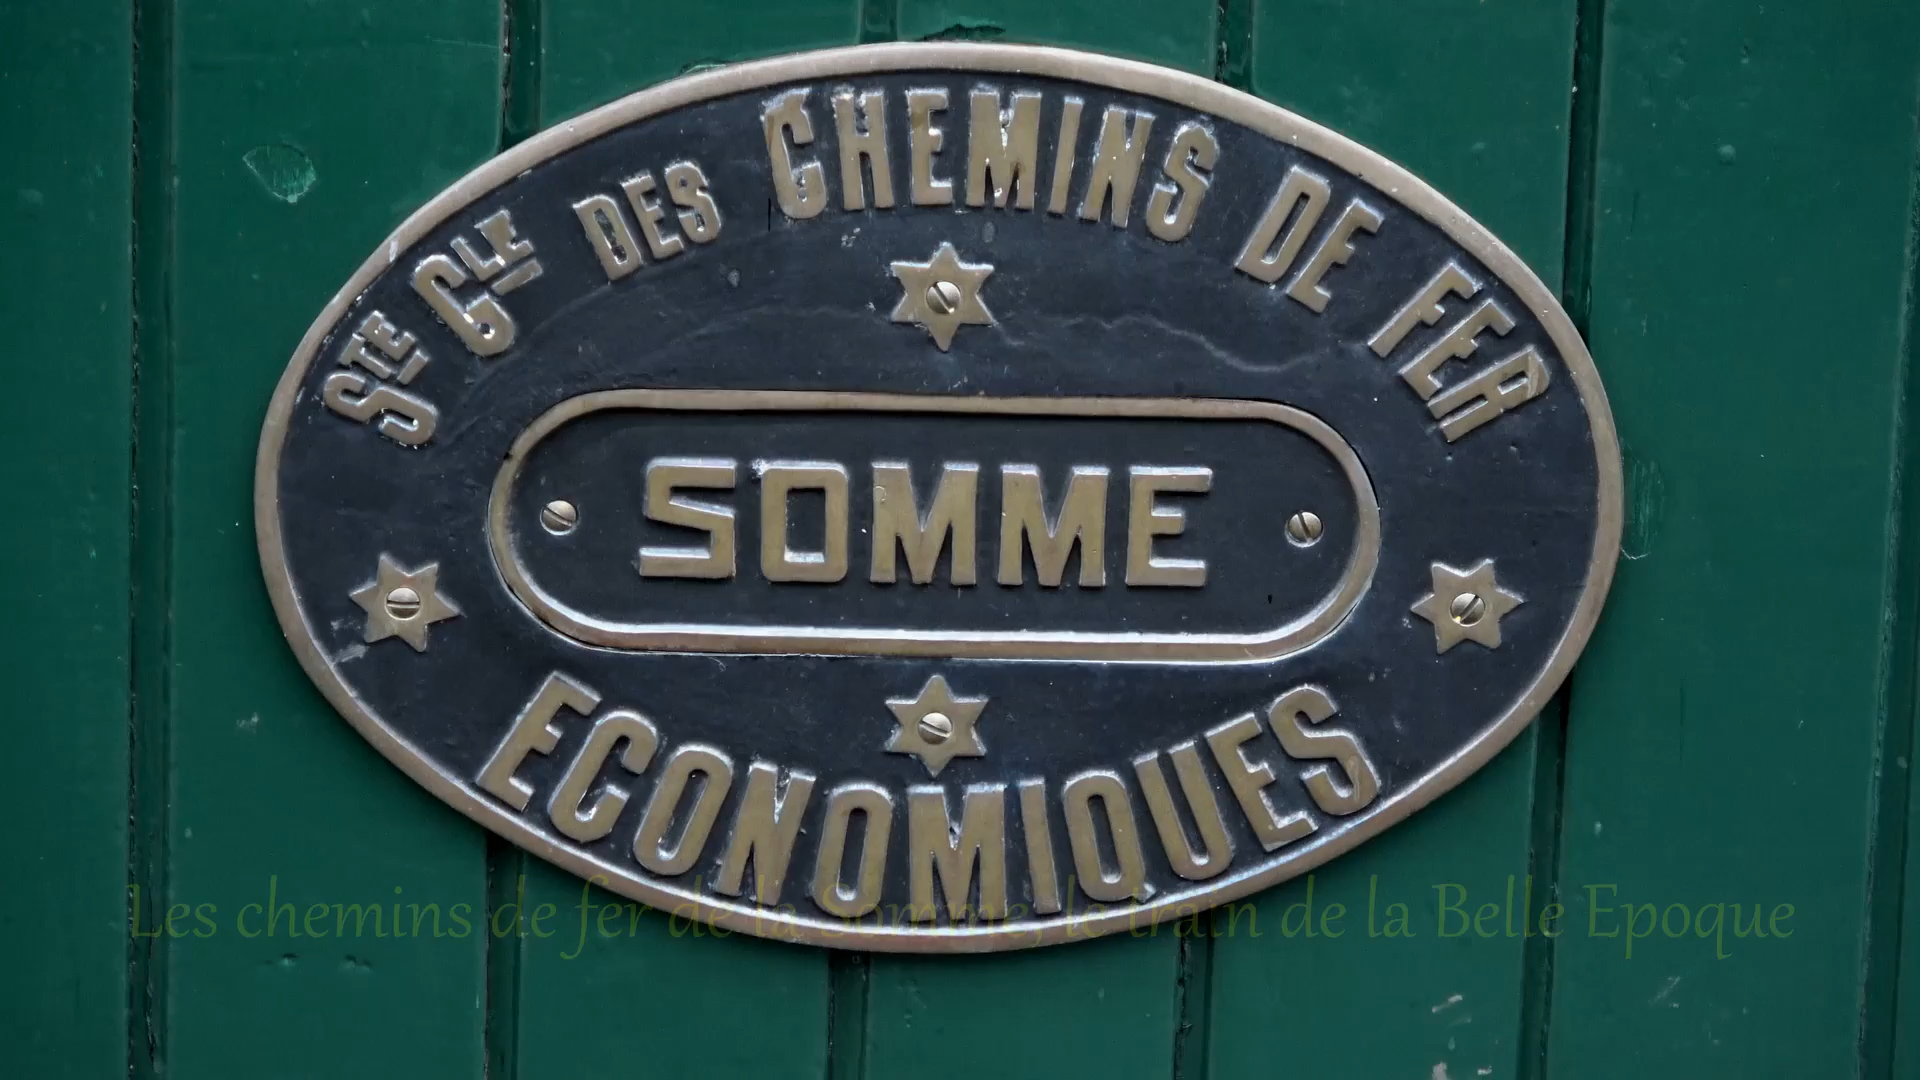 STE GLE DES CHEMINS DE FER
SOMME
ECONOMIQUES
Les chemins de fer de la Somme, le train de la Belle Epoque